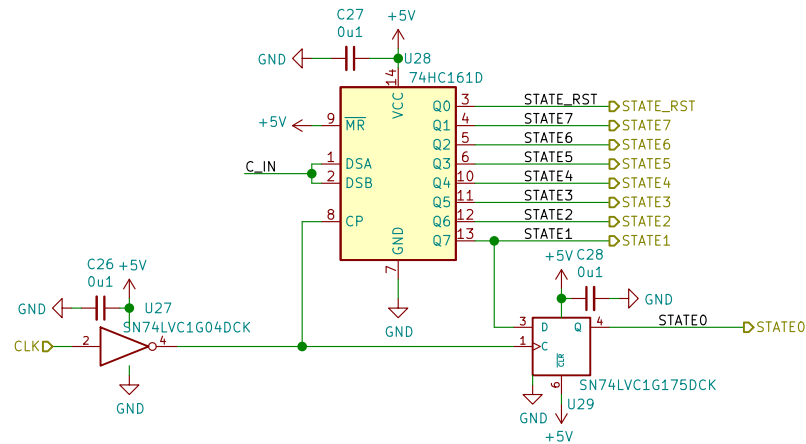 C27
0u1
+5V
GND
U28
74HC161D
14
VCC
+5V
9
MR
Q0
3
STATE_RST
STATE_RST
Q1
4
STATE7
STATE7
Q2
5
STATE6
STATE6
C_IN
1
DSA
Q3
6
STATE5
STATE5
2
DSB
Q4
10
STATE4
STATE4
Q5
11
STATE3
STATE3
8
CP
Q6
12
STATE2
STATE2
Q7
13
STATE1
STATE1
GND
7
GND
C26
0u1
+5V
GND
U27
SN74LVC1G04DCK
CLK
2
4
GND
+5V
C28
0u1
GND
3
D
Q
4
STATE0
STATE0
1
C
CLR
6
SN74LVC1G175DCK
U29
GND
+5V